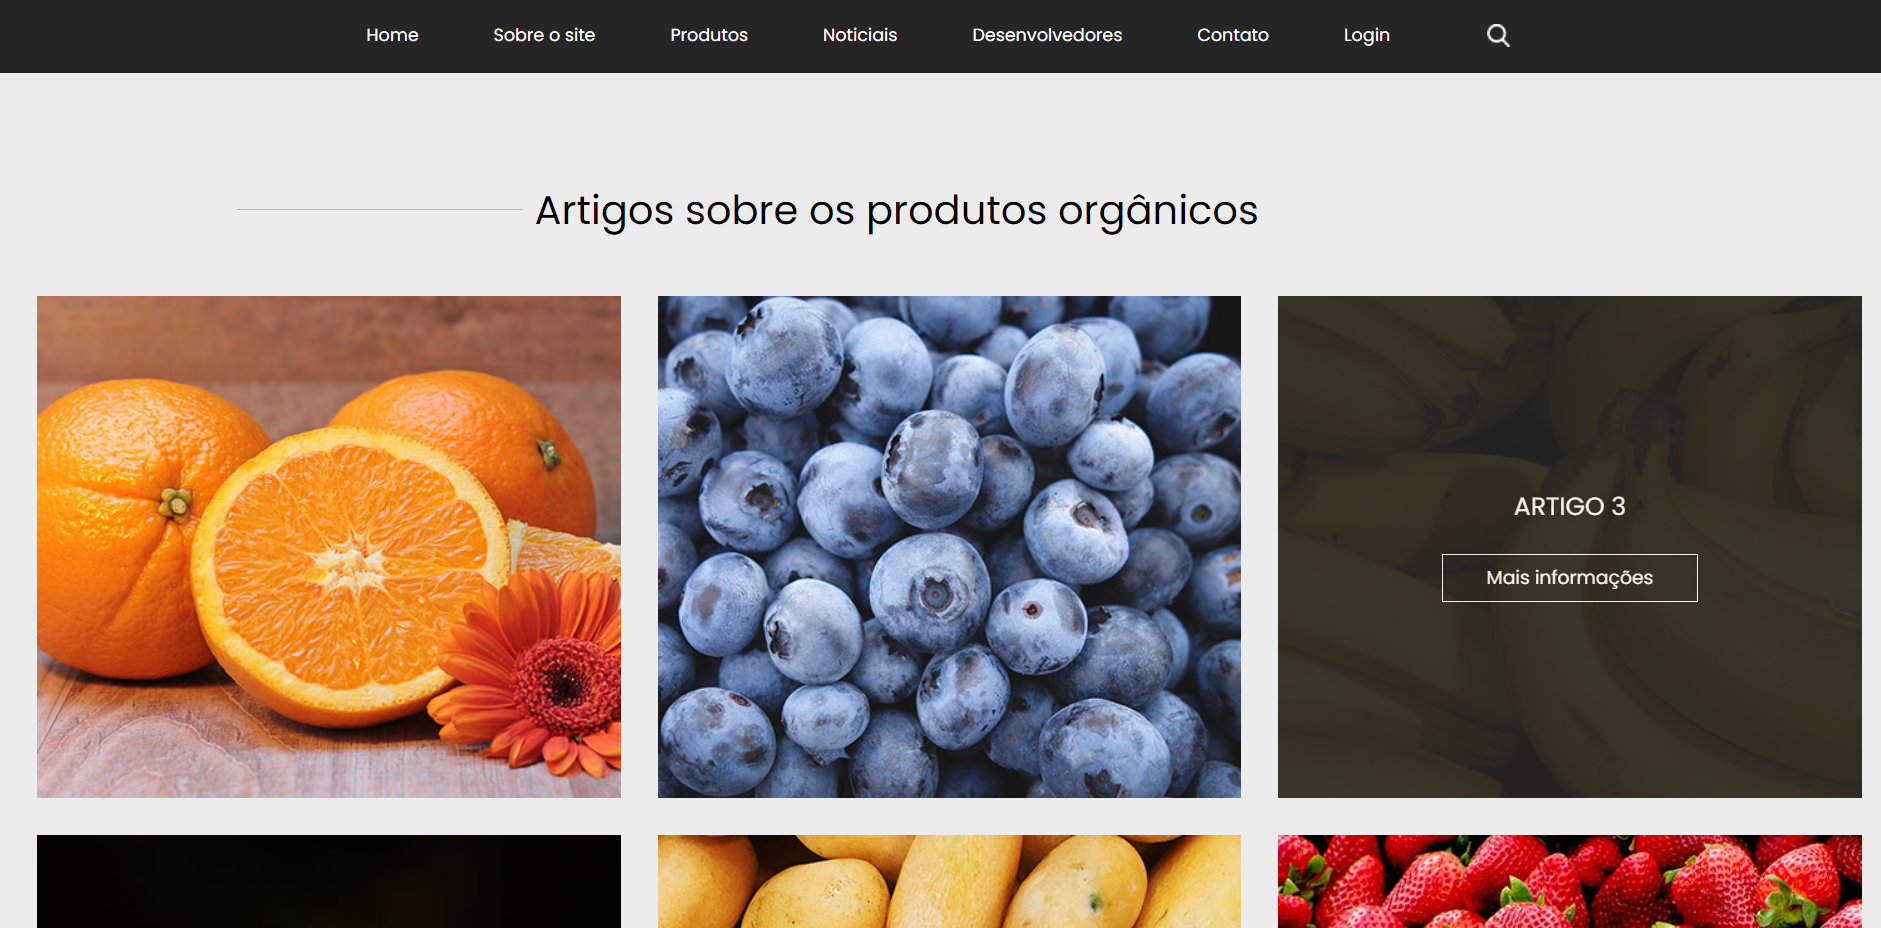 Home Sobre o site Produtos Noticiais Desenvolvedores Contato Login
Artigos sobre os produtos orgânicos
ARTIGO 3
Mais informações